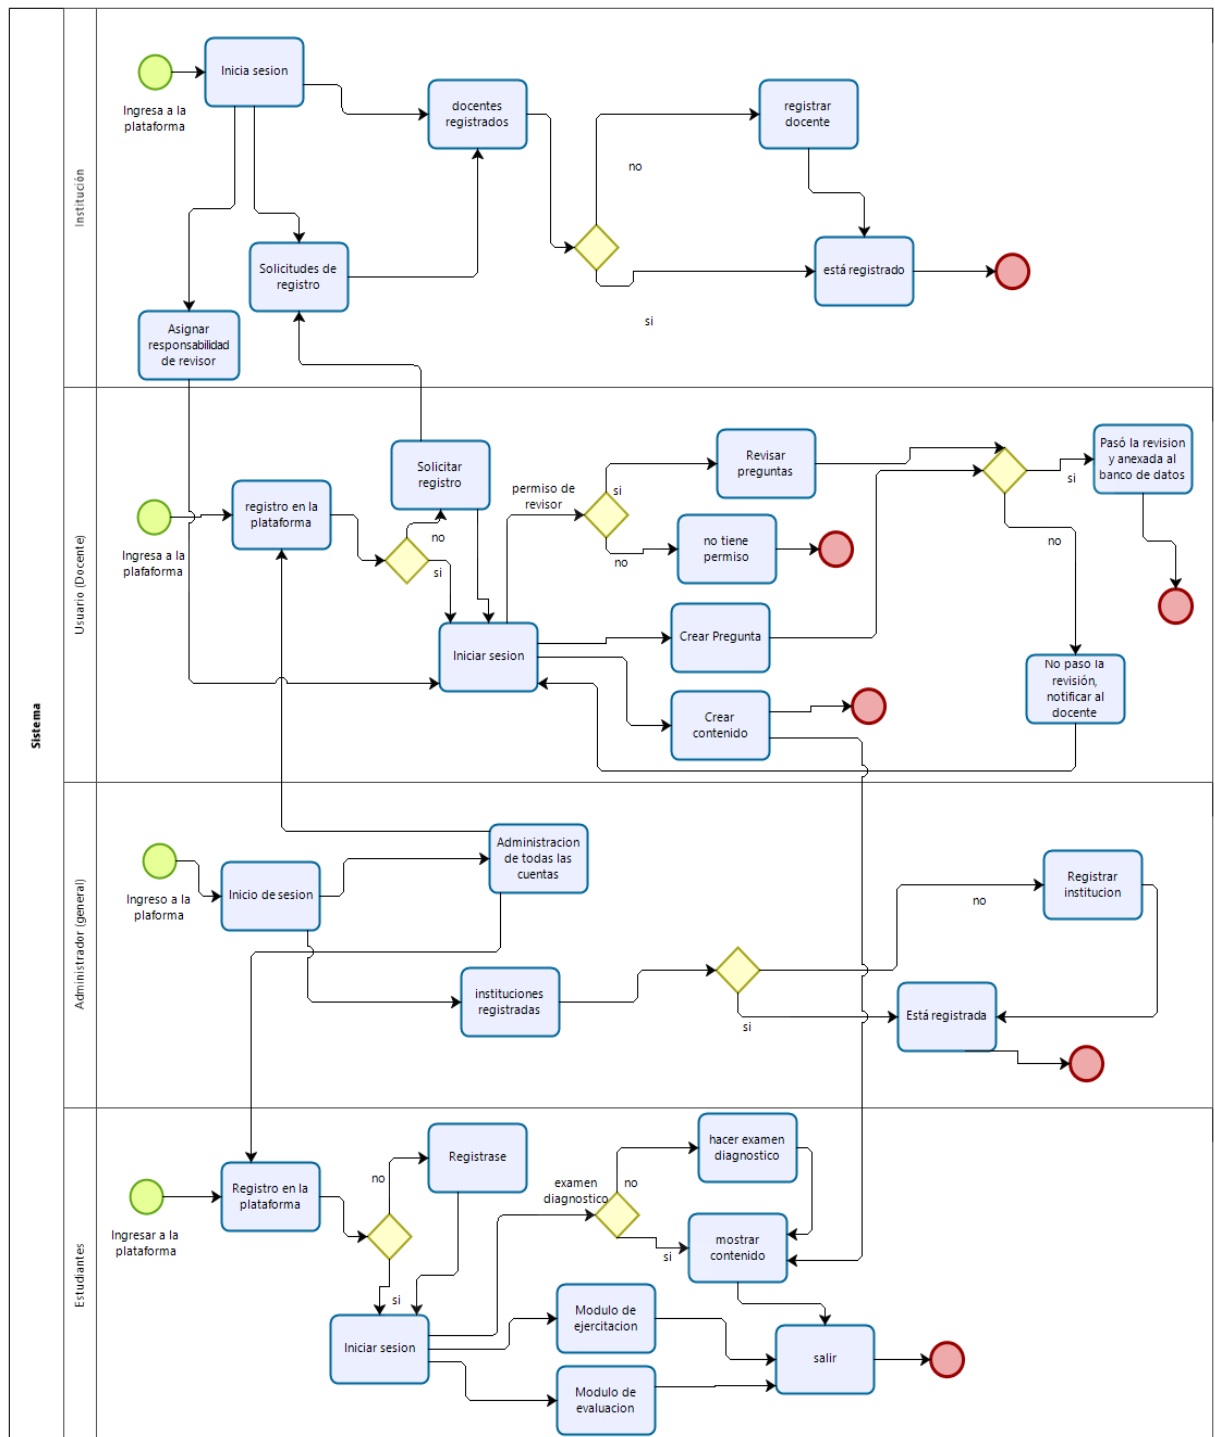 Sistema
Institución
Inicia sesion
Ingresa a la
plataforma
docentes
registrados
registrar
docente
no
Solicitudes de
registro
está registrado
si
Asignar
responsabilidad
de revisor
Usuario (Docente)
Ingresa a la
plafaforma
registro en la
plataforma
Solicitar
registro
no
si
permiso de
revisor
si
no
Revisar
preguntas
no tiene
permiso
Pasó la revision
y anexada al
banco de datos
si
no
Iniciar sesion
Crear Pregunta
Crear
contenido
No paso la
revisión,
notificar al
docente
Administrador (general)
Ingreso a la
plaforma
Inicio de sesion
Administracion
de todas las
cuentas
instituciones
registradas
no
si
Registrar
institucion
Está registrada
Estudiantes
Ingresar a la
plataforma
Registro en la
plataforma
no
si
Registrase
examen
diagnostico
no
si
hacer examen
diagnostico
mostrar
contenido
Iniciar sesion
Modulo de
ejercitacion
Modulo de
evaluacion
salir